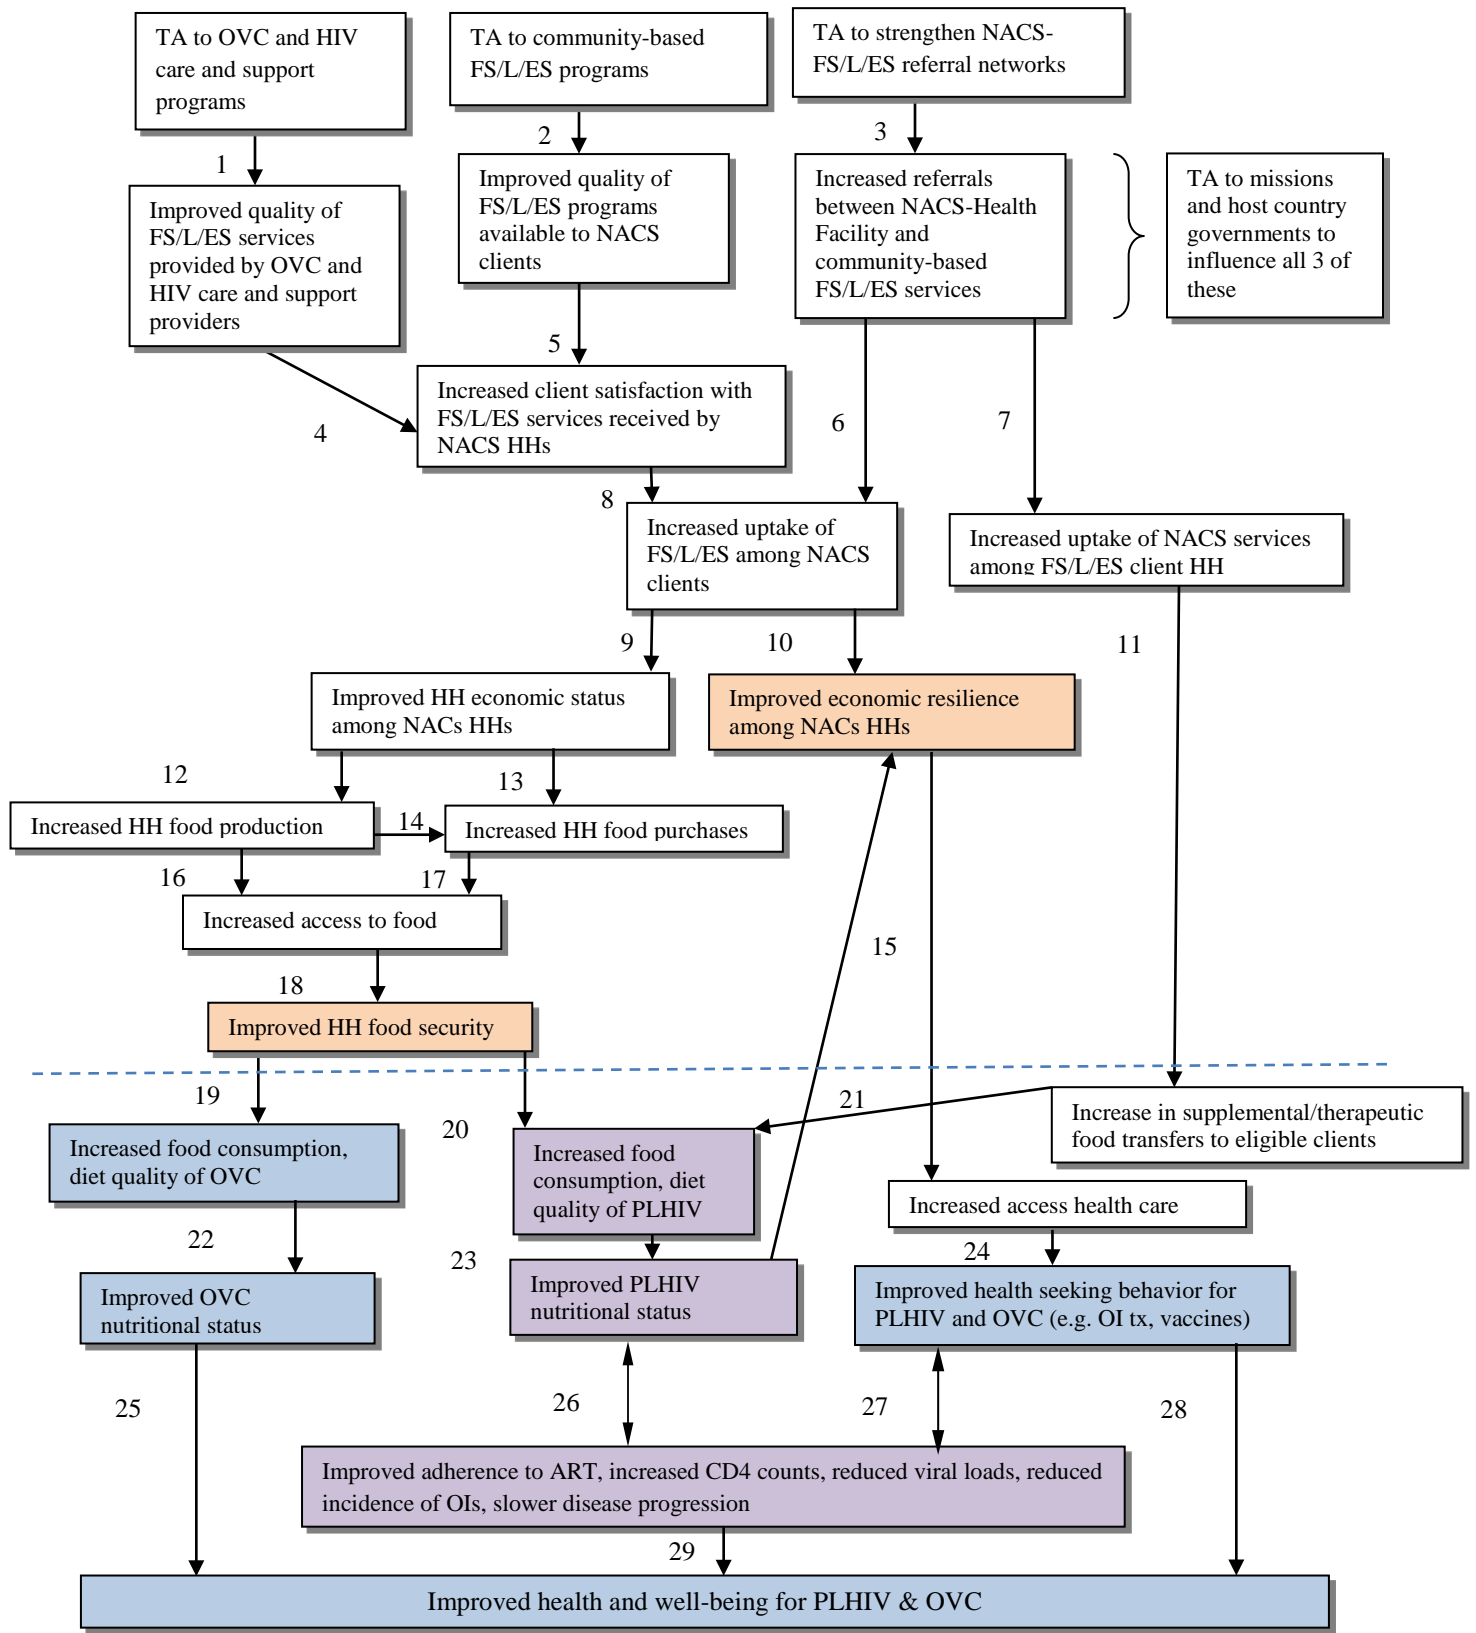 TA to OVC and HIV
care and support
programs
TA to community-based
FS/L/ES programs
TA to strengthen NACS-
FS/L/ES referral networks
1
2
3
Improved quality of
FS/L/ES services
provided by OVC and
HIV care and support
providers
Improved quality of
FS/L/ES programs
available to NACS
clients
Increased referrals
between NACS-Health
Facility and
community-based
FS/L/ES services
TA to missions
and host country
governments to
influence all 3 of
these
4
5
6
7
Increased client satisfaction with
FS/L/ES services received by
NACS HHs
8
Increased uptake of
FS/L/ES among NACS
clients
Increased uptake of NACS services
among FS/L/ES client HH
9
10
11
Improved HH economic status
among NACs HHs
Improved economic resilience
among NACs HHs
12
13
Increased HH food production
14
Increased HH food purchases
16
17
Increased access to food
15
18
Improved HH food security
19
20
21
Increase in supplemental/therapeutic
food transfers to eligible clients
Increased food consumption,
diet quality of OVC
Increased food
consumption, diet
quality of PLHIV
Increased access health care
22
23
24
Improved OVC
nutritional status
Improved PLHIV
nutritional status
Improved health seeking behavior for
PLHIV and OVC (e.g. OI tx, vaccines)
25
26
27
28
Improved adherence to ART, increased CD4 counts, reduced viral loads, reduced
incidence of OIs, slower disease progression
29
Improved health and well-being for PLHIV & OVC